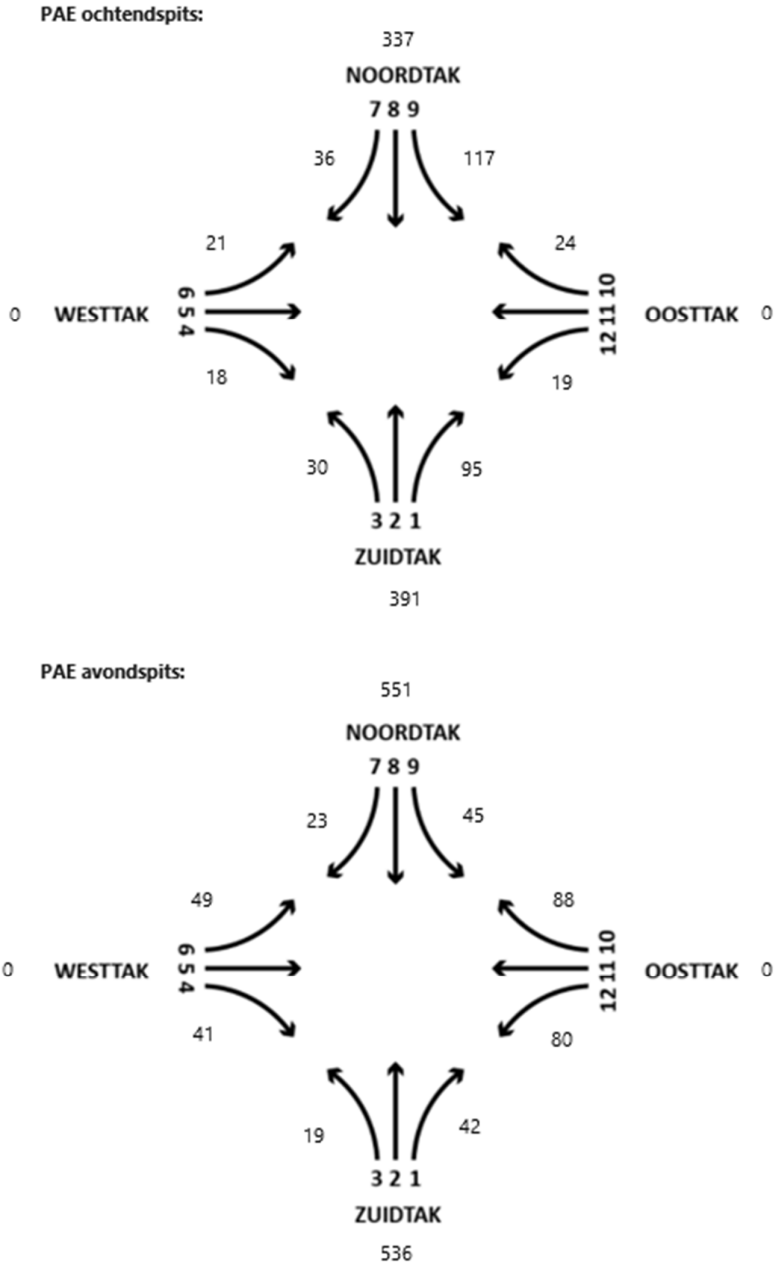 PAE ochtendspits:
337
NOORDTAK
7 8 9
36
117
21
24
0
WESTTAK
6 5 4
10 11 12
OOSTTAK
0
18
19
30
95
3 2 1
ZUIDTAK
391
PAE avondspits:
551
NOORDTAK
7 8 9
23
45
49
88
0
WESTTAK
6 5 4
10 11 12
OOSTTAK
0
41
80
19
42
3 2 1
ZUIDTAK
536